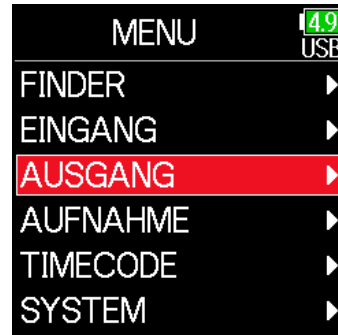 MENU
4.9
USB
FINDER
EINGANG
AUSGANG
AUFNAHME
TIMECODE
SYSTEM